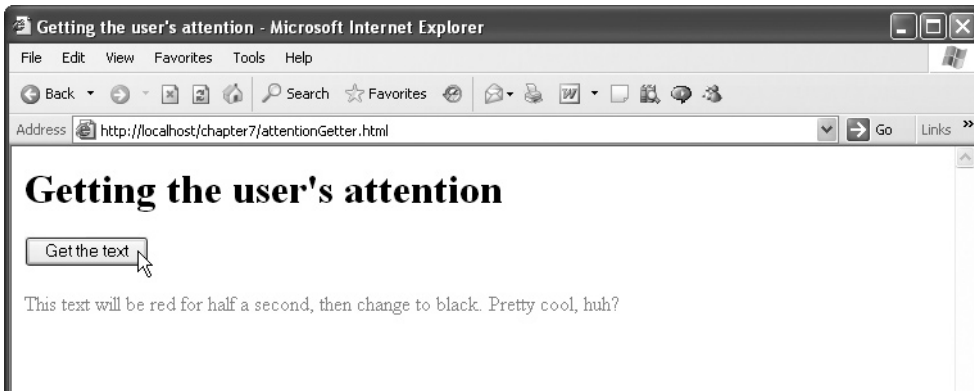 Getting the user's attention - Microsoft Internet Explorer
File Edit View Favorites Tools Help
Back Search Favorites W
Address http://localhost/chapter7/attentionGetter.html Go Links »
Getting the user's attention
Get the text
This text will be red for half a second, then change to black. Pretty cool, huh?